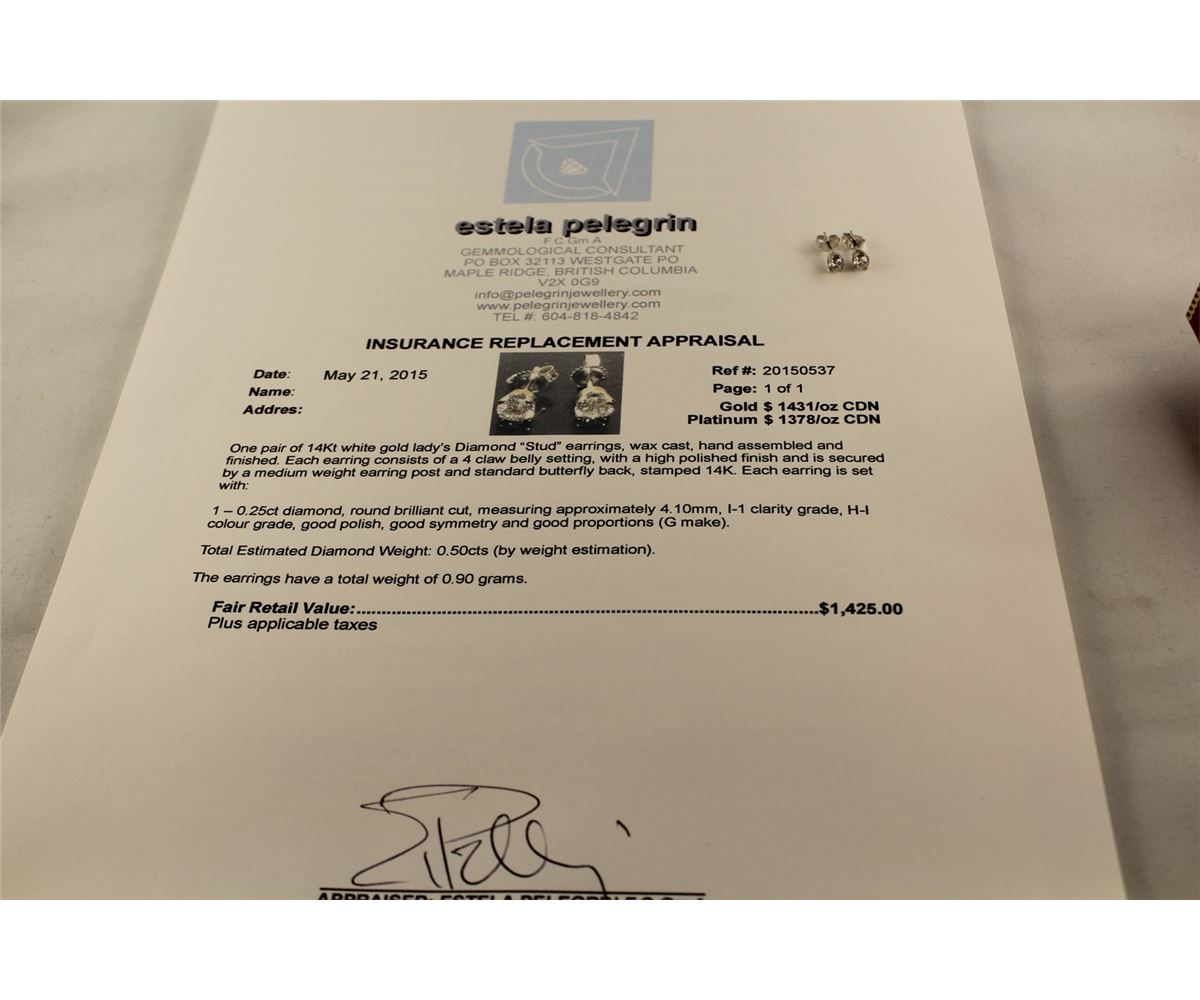 estela pelegrin
F.C.Gm.A
GEMMOLOGICAL CONSULTANT
PO BOX 32113 WESTGATE PO
MAPLE RIDGE, BRITISH COLUMBIA
V2X 0G9
info@pelegrinjewellery.com
www.pelegrinjewellery.com
TEL #: 604-818-4842
INSURANCE REPLACEMENT APPRAISAL
Date: May 21, 2015
Name:
Addres:
Ref #: 20150537
Page: 1 of 1
Gold $ 1431/oz CDN
Platinum $ 1378/oz CDN
One pair of 14Kt white gold lady's Diamond "Stud" earrings, wax cast, hand assembled and
finished. Each earring consists of a 4 claw belly setting, with a high polished finish and is secured
by a medium weight earring post and standard butterfly back, stamped 14K. Each earring is set
with:
1 – 0.25ct diamond, round brilliant cut, measuring approximately 4.10mm, I-1 clarity grade, H-I
colour grade, good polish, good symmetry and good proportions (G make).
Total Estimated Diamond Weight: 0.50cts (by weight estimation).
The earrings have a total weight of 0.90 grams.
Fair Retail Value:............................................................................................$1,425.00
Plus applicable taxes
APPRAISER: ESTELA PELEGRIN